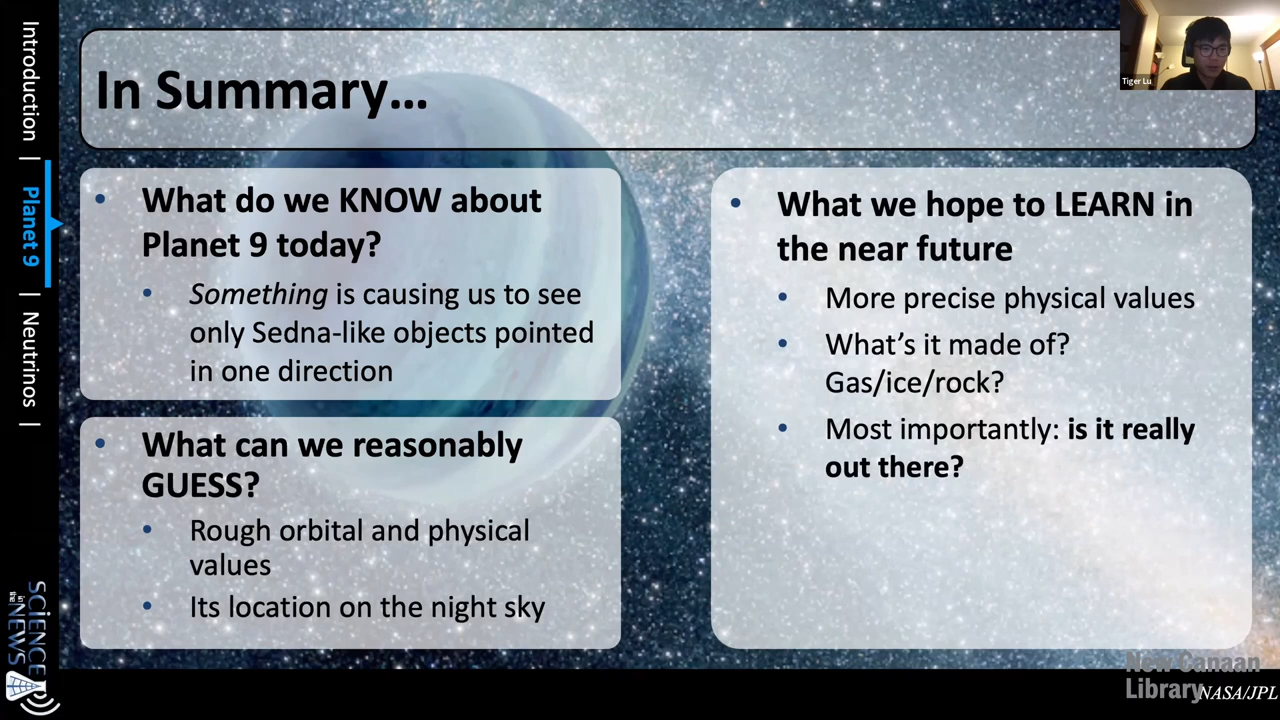 Introduction |
Planet 9
| Neutrinos |
SCIENCE
in the
NEWS
In Summary…
Tiger Lu
• What do we KNOW about
Planet 9 today?
• Something is causing us to see
only Sedna-like objects pointed
in one direction
• What can we reasonably
GUESS?
• Rough orbital and physical
values
• Its location on the night sky
• What we hope to LEARN in
the near future
• More precise physical values
• What’s it made of?
Gas/ice/rock?
• Most importantly: is it really
out there?
New Canaan
Library
NASA/JPL